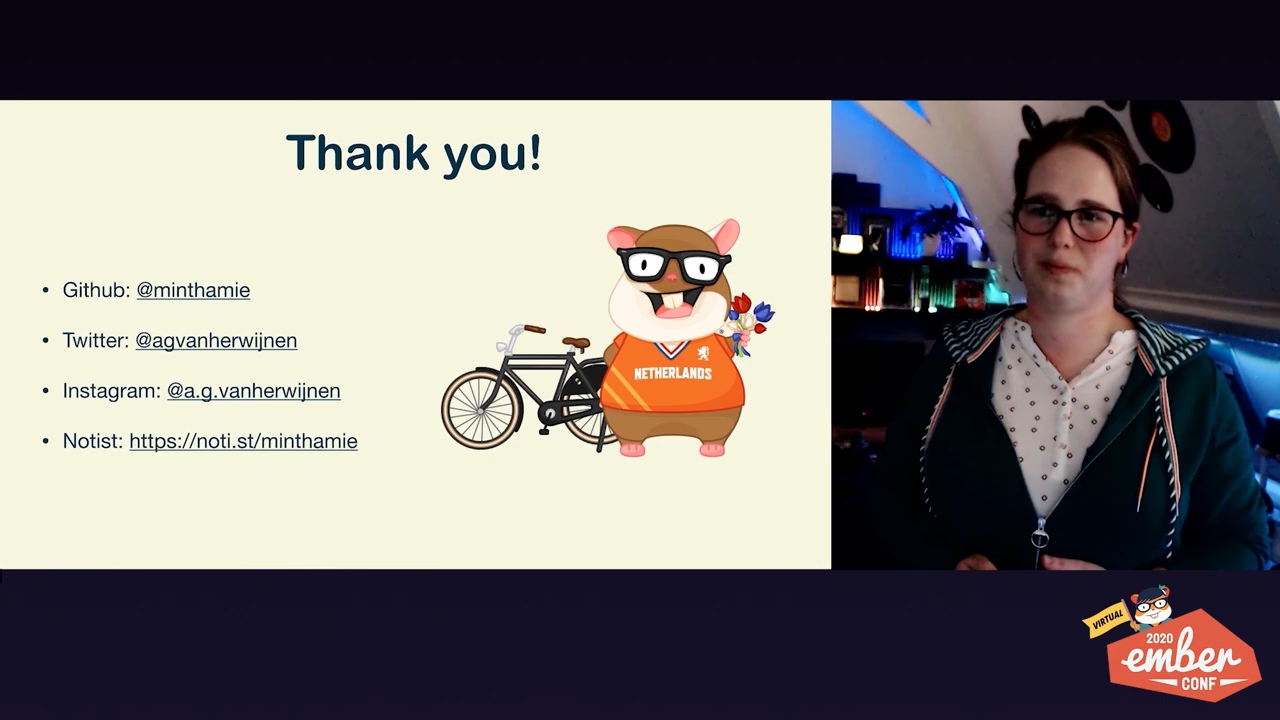 Thank you!
• Github: @minthamie
• Twitter: @agvanherwijnen
• Instagram: @a.g.vanherwijnen
• Notist: https://noti.st/minthamie
NETHERLANDS
VIRTUAL
2020
ember
CONF